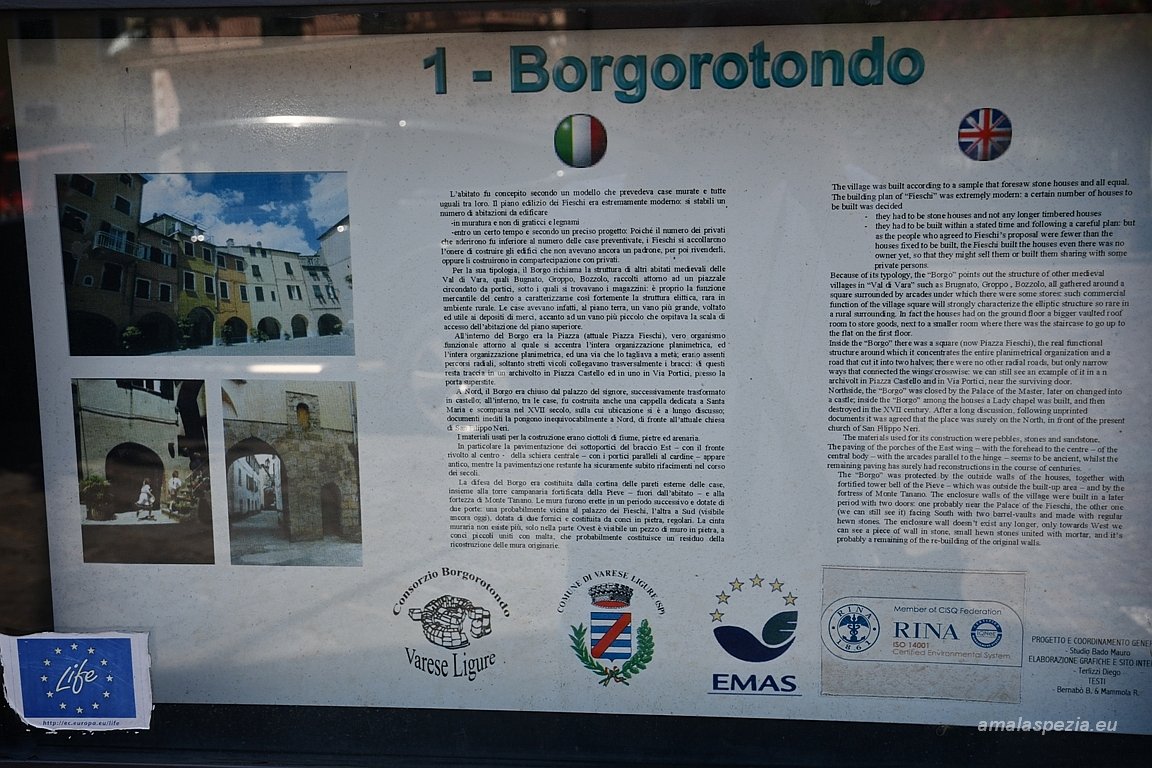 1 - Borgorotondo
L'abitato fu concepito secondo un modello che prevedeva case murate e tutte
uguali tra loro. Il piano edilizio dei Fieschi era estremamente moderno: si stabilì un
numero di abitazioni da edificare
-in muratura e non di graticci e legnami
-entro un certo tempo e secondo un preciso progetto: Poiché il numero dei privati
che aderirono fu inferiore al numero delle case preventivate, i Fieschi si accollarono
l'onere di costruire gli edifici che non avevano ancora un padrone, per poi rivenderli,
oppure li costruirono in compartecipazione con privati.
Per la sua tipologia, il Borgo richiama la struttura di altri abitati medievali delle
Val di Vara, quali Brugnato, Groppo, Bozzolo, raccolti attorno ad un piazzale
circondato da portici, sotto i quali si trovavano i magazzini: è proprio la funzione
mercantile del centro a caratterizzarne così fortemente la struttura ellittica, rara in
ambiente rurale. Le case avevano infatti, al piano terra, un vano più grande, voltato
ed utile ai depositi di merci, accanto ad un vano più piccolo che ospitava la scala di
accesso dell'abitazione del piano superiore.
All'interno del Borgo era la Piazza (attuale Piazza Fieschi), vero organismo
funzionale attorno al quale si accentra l'intera organizzazione planimetrica, ed
l'intera organizzazione planimetrica, ed una via che lo tagliava a metà; erano assenti
percorsi radiali, soltanto stretti vicoli collegavano trasversalmente i bracci: di questi
resta traccia in un archivolto in Piazza Castello ed in uno in Via Portici, presso la
porta superstite.
A Nord, il Borgo era chiuso dal palazzo del signore, successivamente trasformato
in castello; all'interno, tra le case, fu costruita anche una cappella dedicata a Santa
Maria e scomparsa nel XVII secolo, sulla cui ubicazione si è a lungo discusso;
documenti inediti la pongono inequivocabilmente a Nord, di fronte all'attuale chiesa
di San Filippo Neri.
I materiali usati per la costruzione erano ciottoli di fiume, pietre ed arenaria.
In particolare la pavimentazione dei sottoportici del braccio Est – con il fronte
rivolto al centro - della schiera centrale – con i portici paralleli al cardine – appare
antico, mentre la pavimentazione restante ha sicuramente subito rifacimenti nel corso
dei secoli.
La difesa del Borgo era costituita dalla cortina delle pareti esterne delle case,
insieme alla torre campanaria fortificata della Pieve – fuori dall'abitato – e alla
fortezza di Monte Tanano. Le mura furono erette in un periodo successivo e dotate di
due porte: una probabilmente vicina al palazzo dei Fieschi, l'altra a Sud (visibile
ancora oggi), dotata di due fornici e costituita da conci in pietra, regolari. La cinta
muraria non esiste più, solo nella parte Ovest è visibile un pezzo di muro in pietra, a
conci piccoli uniti con malta, che probabilmente costituisce un residuo della
ricostruzione delle mura originarie.
The village was built according to a sample that foresaw stone houses and all equal.
The building plan of "Fieschi" was extremely modern: a certain number of houses to
be built was decided
- they had to be stone houses and not any longer timbered houses
- they had to be built within a stated time and following a careful plan: but
as the people who agreed to Fieschi's proposal were fewer than the
houses fixed to be built, the Fieschi built the houses even there was no
owner yet, so that they might sell them or built them sharing with some
private persons.
Because of its typology, the "Borgo" points out the structure of other medieval
villages in "Val di Vara" such as Brugnato, Groppo , Bozzolo, all gathered around a
square surrounded by arcades under which there were some stores: such commercial
function of the village square will strongly characterize the elliptic structure so rare in
a rural surrounding. In fact the houses had on the ground floor a bigger vaulted roof
room to store goods, next to a smaller room where there was the staircase to go up to
the flat on the first floor.
Inside the "Borgo" there was a square (now Piazza Fieschi), the real functional
structure around which it concentrates the entire planimetrical organization and a
road that cut it into two halves; there were no other radial roads, but only narrow
ways that connected the wings crosswise: we can still see an example of it in a n
archivolt in Piazza Castello and in Via Portici, near the surviving door.
Northside, the "Borgo" was closed by the Palace of the Master, later on changed into
a castle; inside the "Borgo" among the houses a Lady chapel was built, and then
destroyed in the XVII century. After a long discussion, following unprinted
documents it was agreed that the place was surely on the North, in front of the present
church of San Filippo Neri.
The materials used for its construction were pebbles, stones and sandstone.
The paving of the porches of the East wing – with the forehead to the centre – of the
central body – with the arcades parallel to the hinge – seems to be ancient, whilst the
remaining paving has surely had reconstructions in the course of centuries.
The "Borgo" was protected by the outside walls of the houses, together with
fortified tower bell of the Pieve – which was outside the built-up area – and by the
fortress of Monte Tanano. The enclosure walls of the village were built in a later
period with two doors: one probably near the Palace of the Fieschi, the other one
(we can still see it) facing South with two barrel-vaults and made with regular
hewn stones. The enclosure wall doesn't exist any longer, only towards West we
can see a piece of wall in stone, small hewn stones united with mortar, and it's
probably a remaining of the re-building of the original walls.
Consorzio Borgorotondo
Varese Ligure
COMUNE DI VARESE LIGURE (SP)
EMAS
RINA
Member of CISQ Federation
RINA
ISO 14001
Certified Environmental System
PROGETTO E COORDINAMENTO GENER
- Studio Bado Mauro
ELABORAZIONE GRAFICHE E SITO INTE
- Terlizzi Diego
TESTI
- Bernabò B. & Mammola R.
Life
http://ec.europa.eu/life
amalaspezia.eu